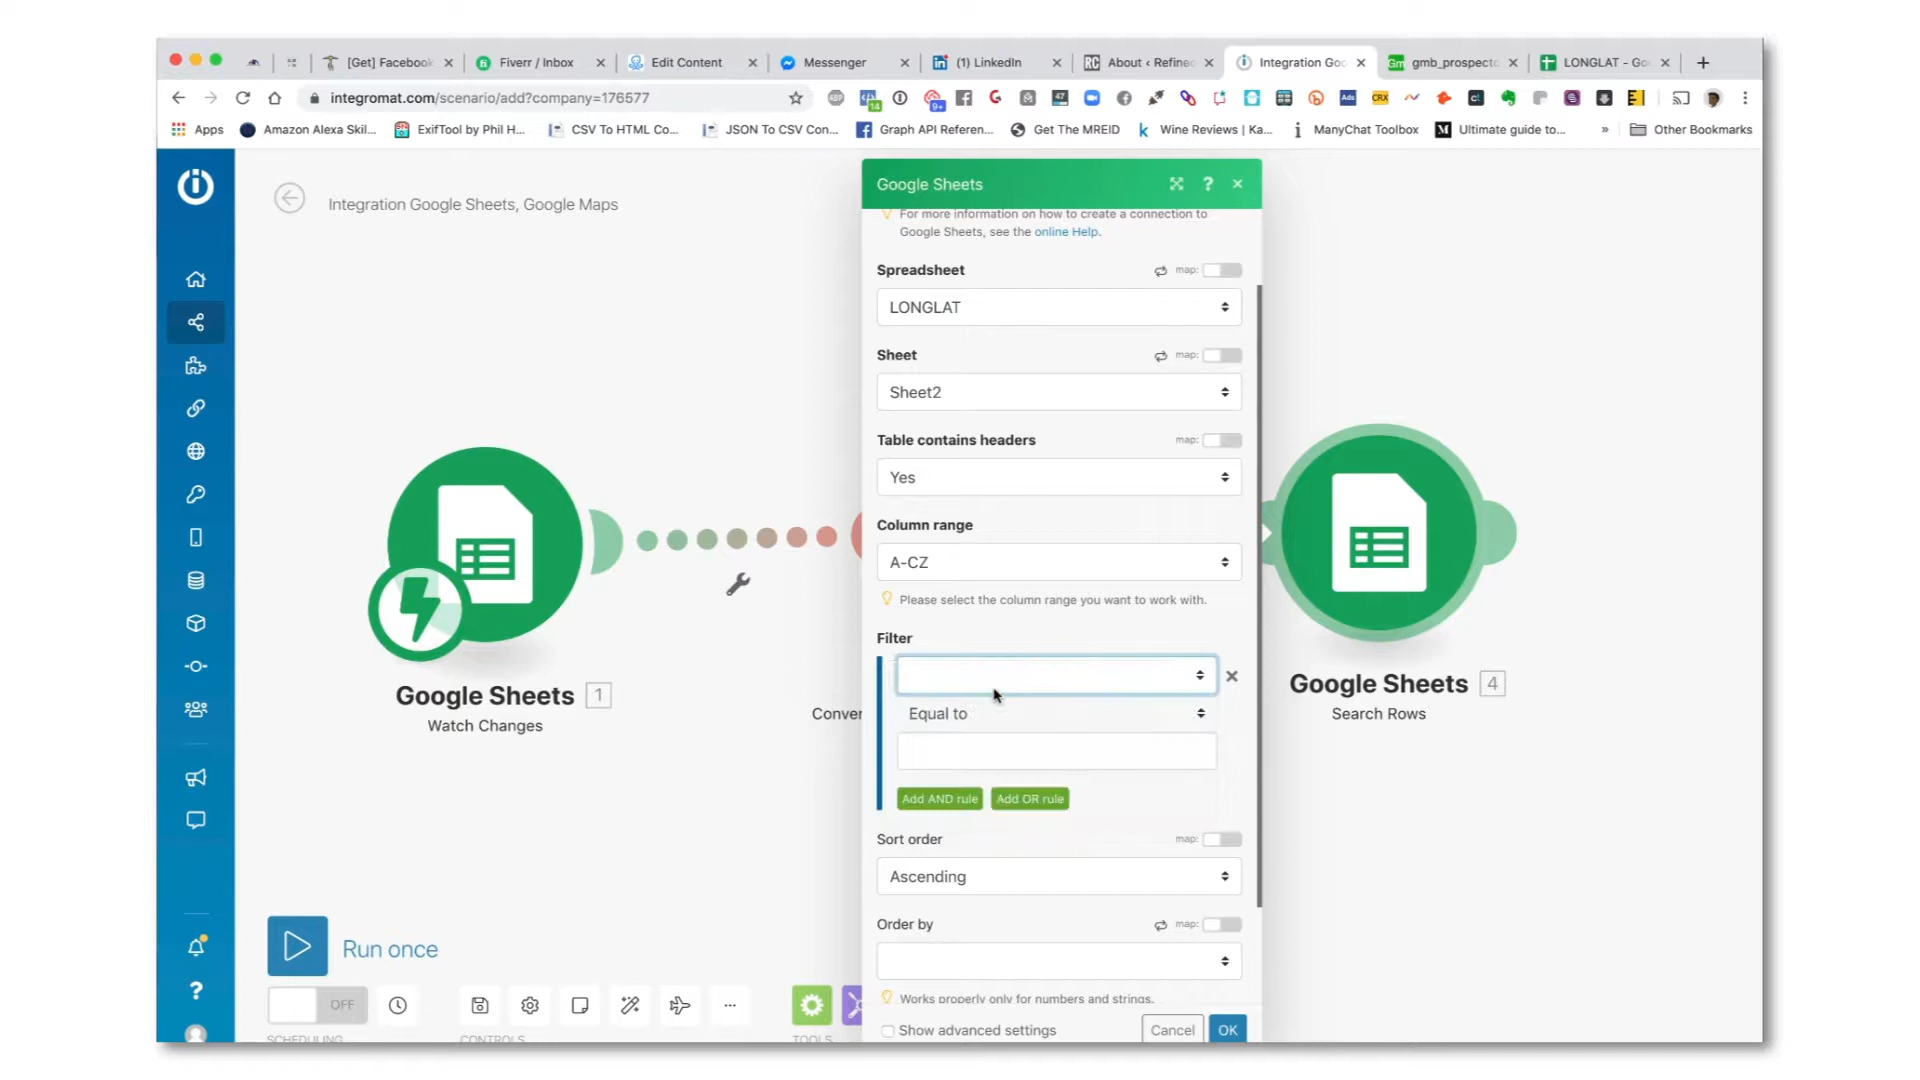 [Get] Facebook
Fiverr / Inbox
Edit Content
Messenger
(1) LinkedIn
About ‹ Refinec
Integration Goo
gmb_prospecto
LONGLAT - Goo
integromat.com/scenario/add?company=176577
Apps
Amazon Alexa Skil...
ExifTool by Phil H...
CSV To HTML Co...
JSON To CSV Con...
Graph API Referen...
Get The MREID
Wine Reviews | Ka...
ManyChat Toolbox
Ultimate guide to...
»
Other Bookmarks
Integration Google Sheets, Google Maps
Google Sheets
For more information on how to create a connection to
Google Sheets, see the online Help.
Spreadsheet
map:
LONGLAT
Sheet
map:
Sheet2
Table contains headers
map:
Yes
Column range
A-CZ
Please select the column range you want to work with.
Filter
Equal to
Add AND rule
Add OR rule
Sort order
map:
Ascending
Order by
map:
Works properly only for numbers and strings.
Show advanced settings
Cancel
OK
Google Sheets 1
Watch Changes
Conver
Google Sheets 4
Search Rows
Run once
OFF
SCHEDULING
CONTROLS
TOOLS